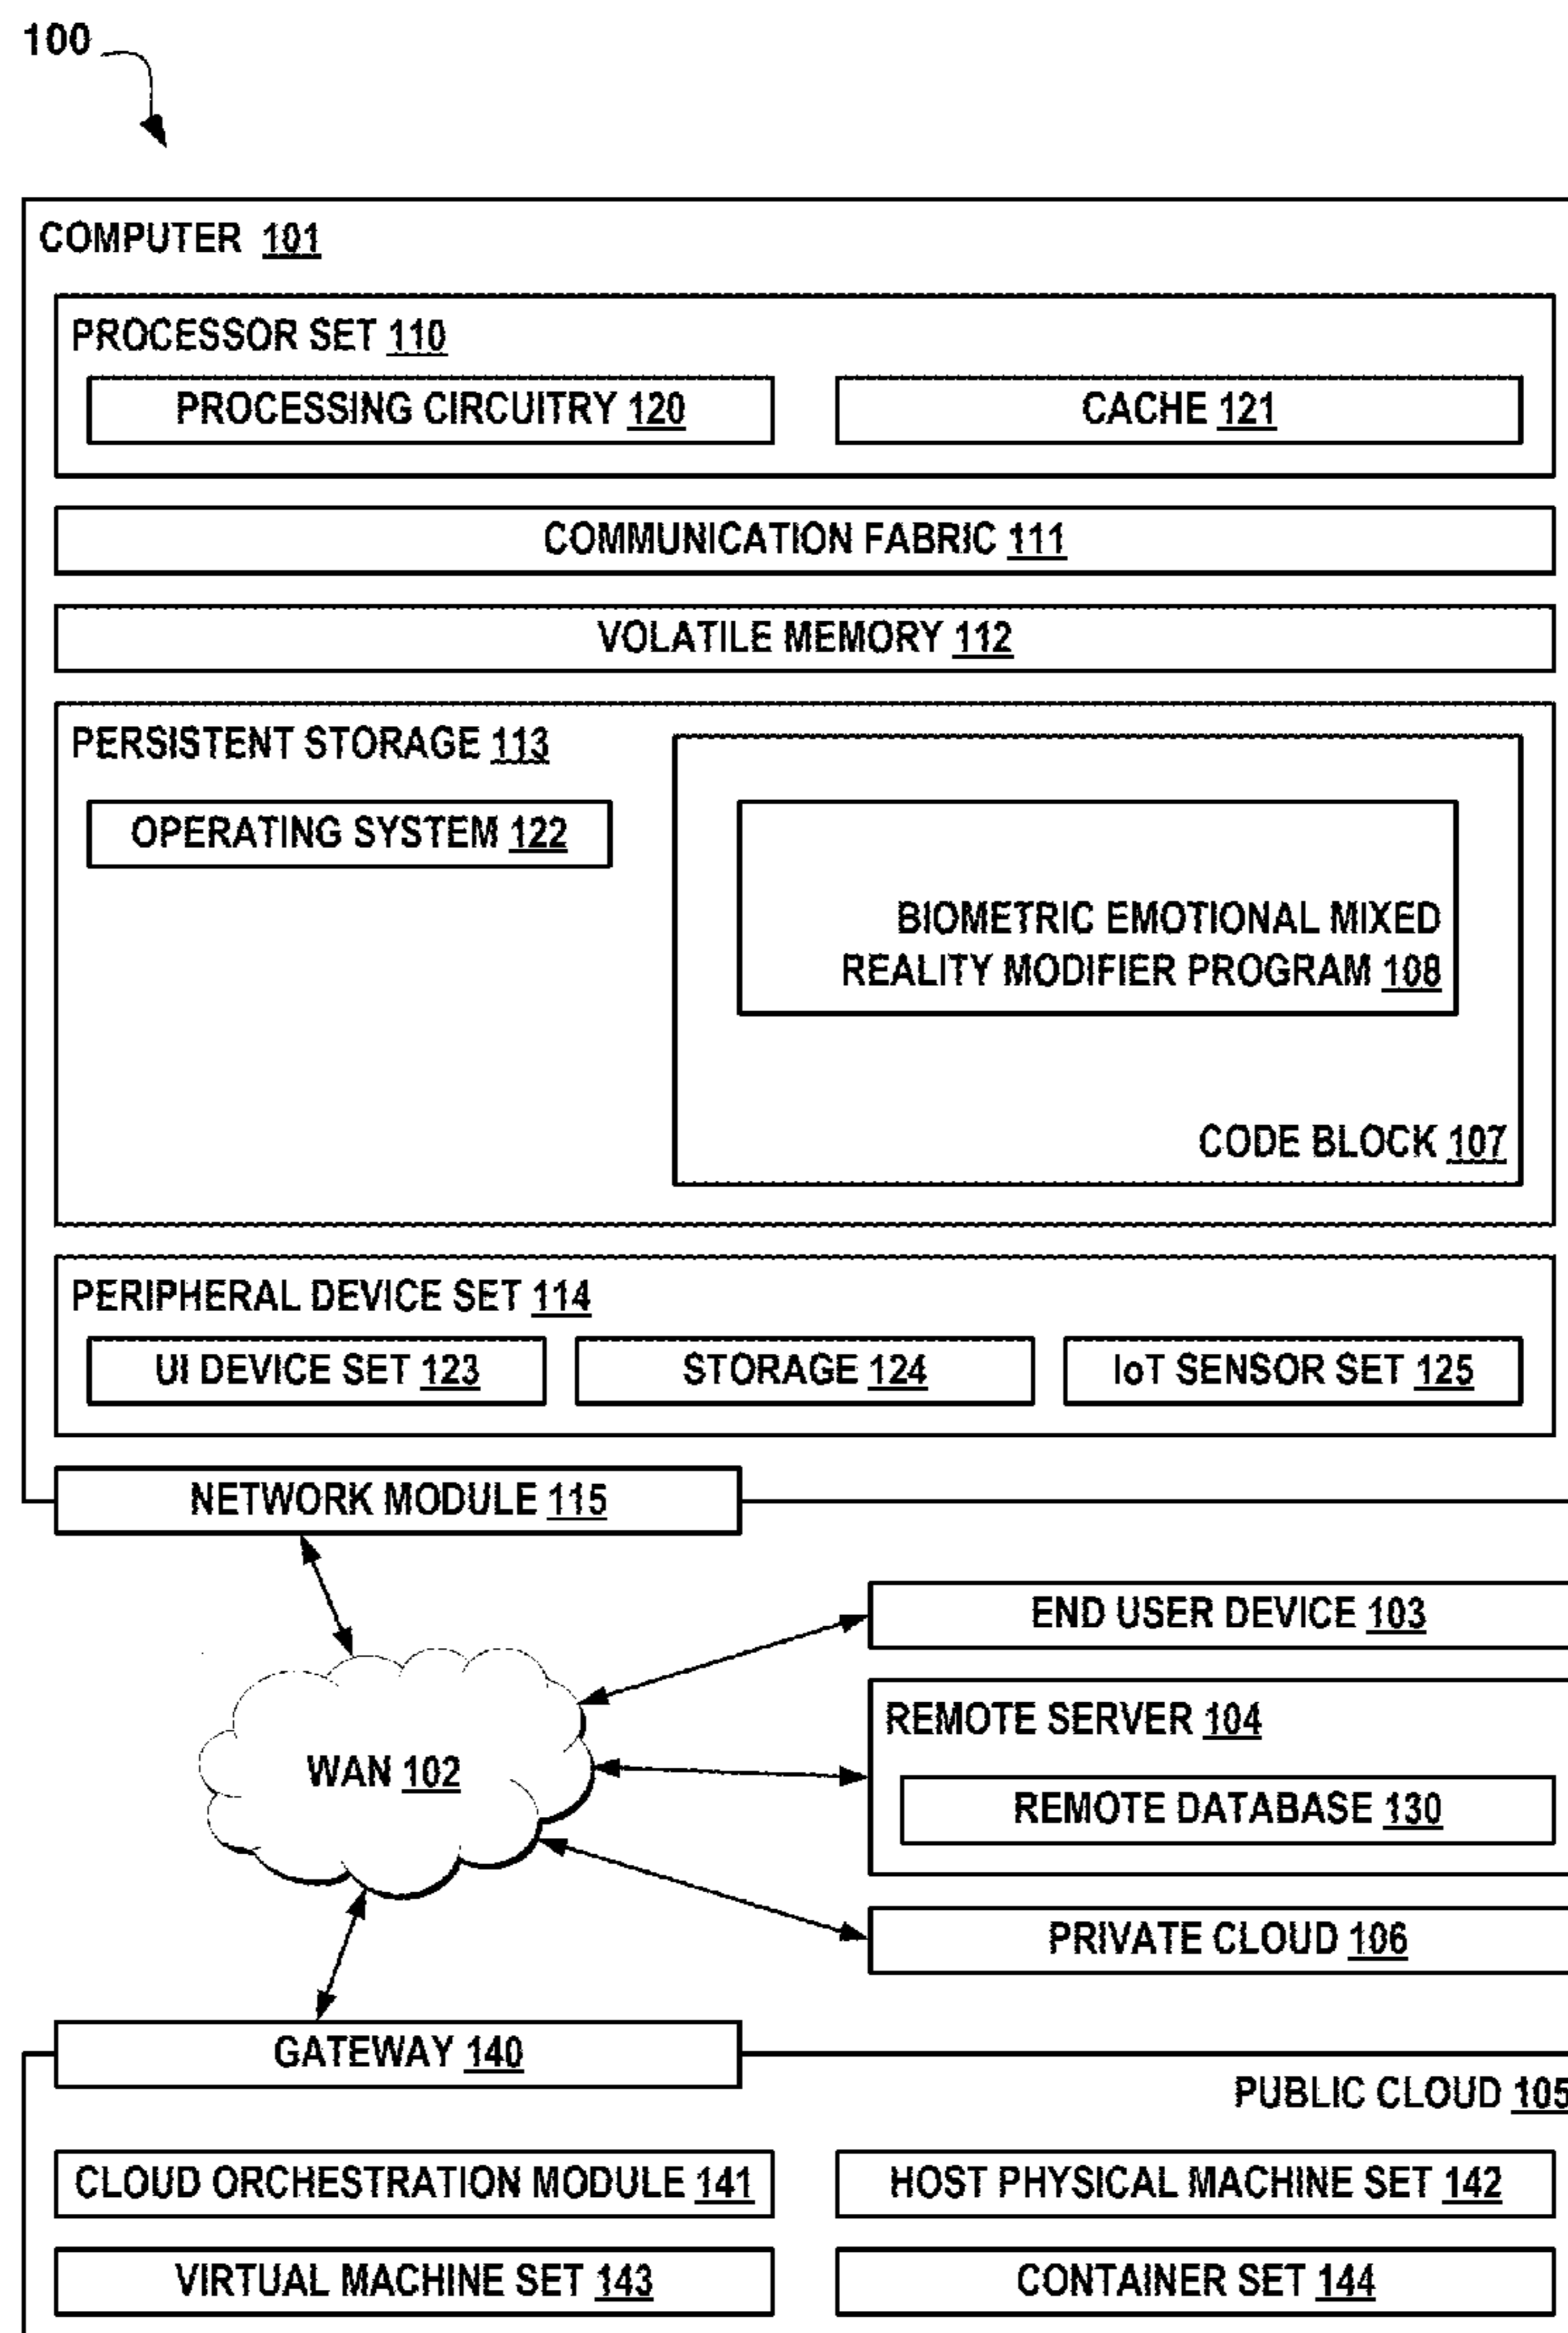 100
COMPUTER 101
PROCESSOR SET 110
PROCESSING CIRCUITRY 120
CACHE 121
COMMUNICATION FABRIC 111
VOLATILE MEMORY 112
PERSISTENT STORAGE 113
OPERATING SYSTEM 122
BIOMETRIC EMOTIONAL MIXED
REALITY MODIFIER PROGRAM 108
CODE BLOCK 107
PERIPHERAL DEVICE SET 114
UI DEVICE SET 123
STORAGE 124
IoT SENSOR SET 125
NETWORK MODULE 115
END USER DEVICE 103
REMOTE SERVER 104
WAN 102
REMOTE DATABASE 130
PRIVATE CLOUD 106
GATEWAY 140
PUBLIC CLOUD 105
CLOUD ORCHESTRATION MODULE 141
HOST PHYSICAL MACHINE SET 142
VIRTUAL MACHINE SET 143
CONTAINER SET 144